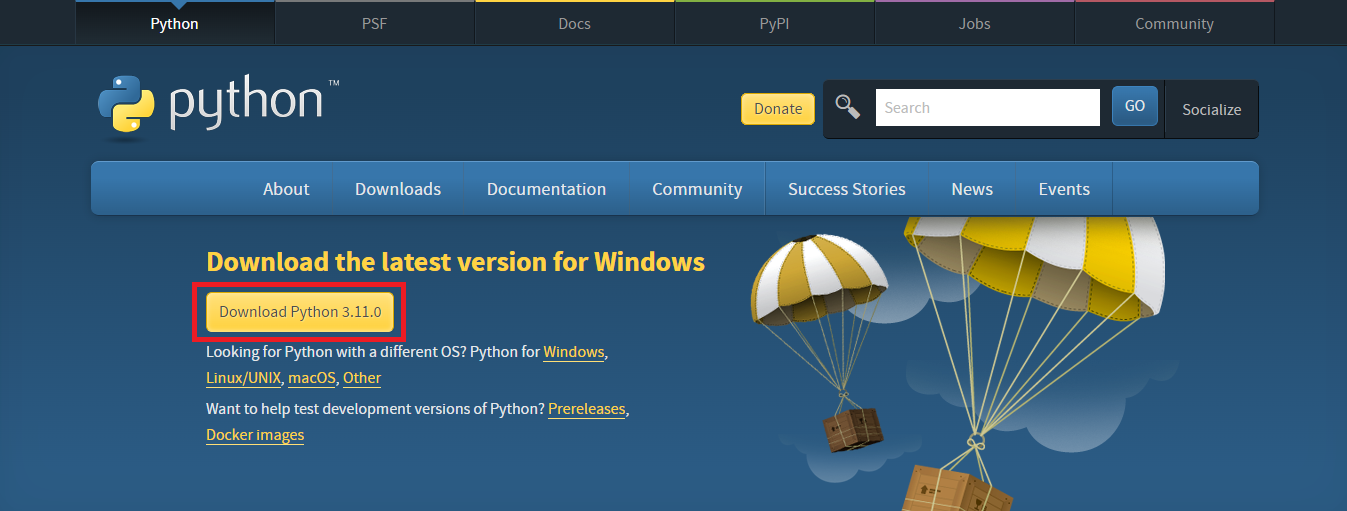 Python PSF Docs PyPI Jobs Community
python™
Donate Search GO Socialize
About Downloads Documentation Community Success Stories News Events
Download the latest version for Windows
Download Python 3.11.0
Looking for Python with a different OS? Python for Windows,
Linux/UNIX, macOS, Other
Want to help test development versions of Python? Prereleases,
Docker images